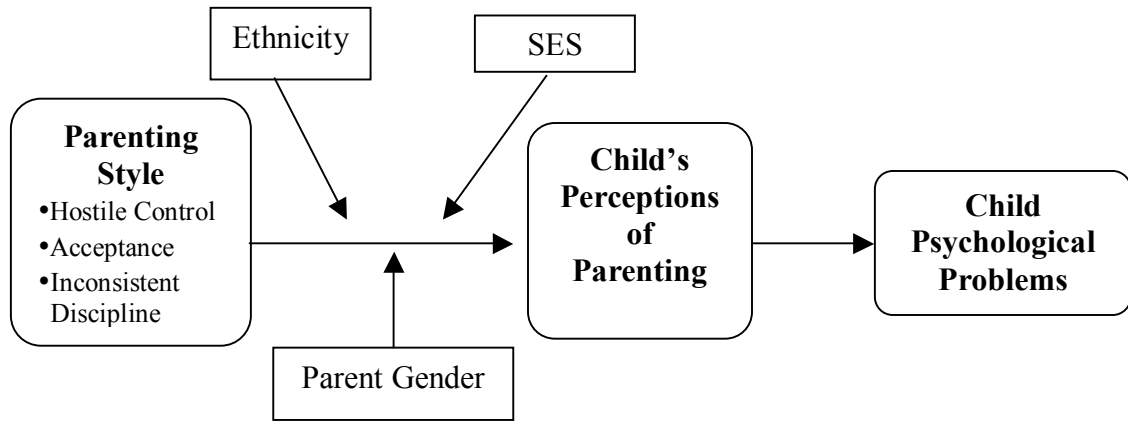 Ethnicity
SES
Parenting
Style
•Hostile Control
•Acceptance
•Inconsistent
Discipline
Child’s
Perceptions
of
Parenting
Child
Psychological
Problems
Parent Gender